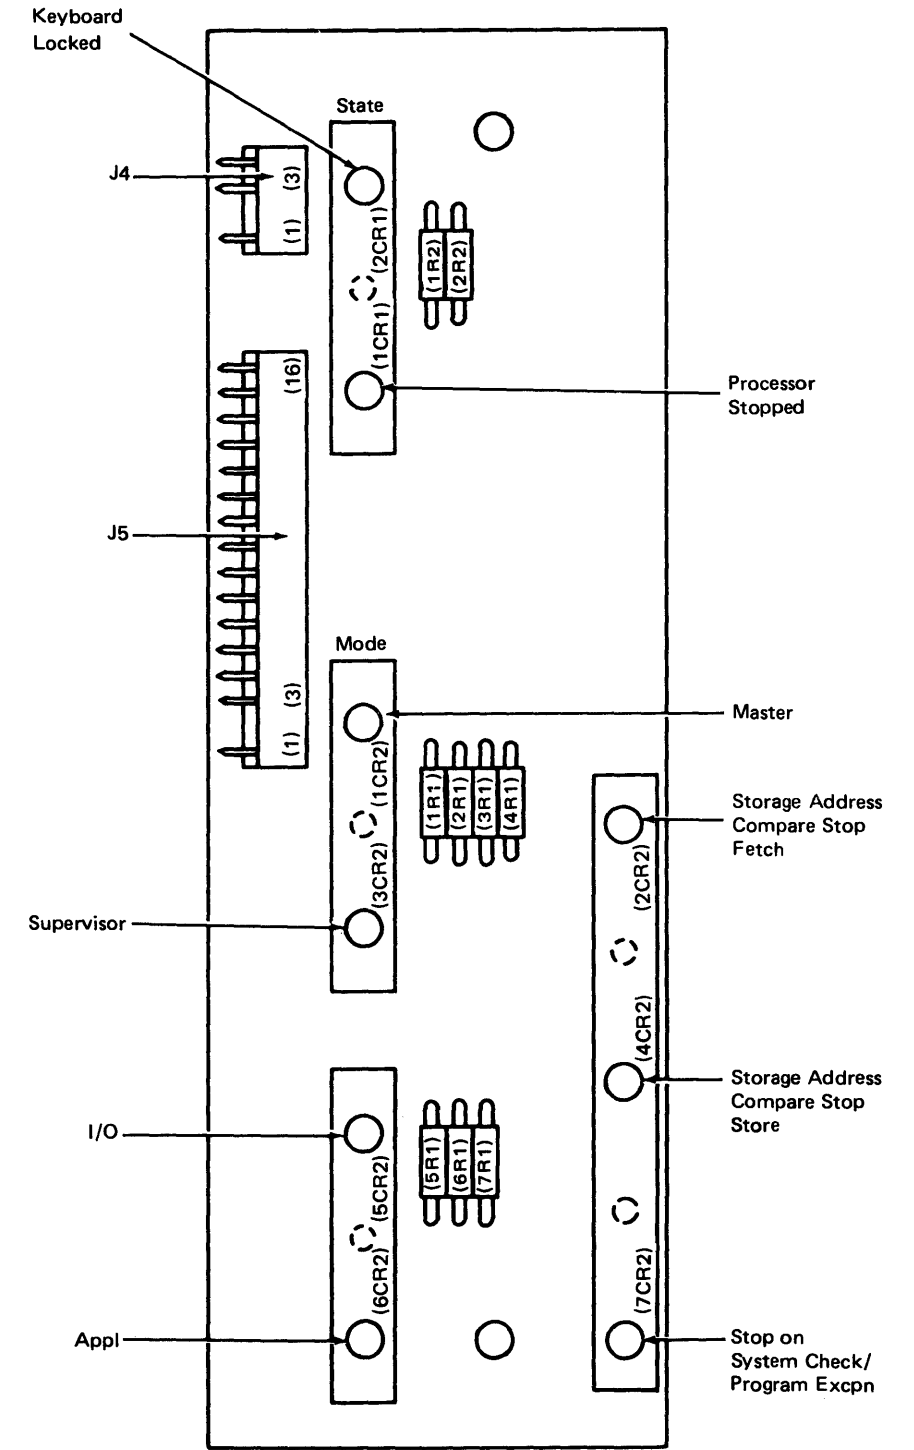 Keyboard
Locked
State
J4
(3)
(1)
(2CR1)
(1CR1)
(1R2)
(2R2)
(16)
Processor
Stopped
J5
(3)
(1)
Mode
Master
(1CR2)
(3CR2)
(1R1)
(2R1)
(3R1)
(4R1)
Storage Address
Compare Stop
Fetch
(2CR2)
Supervisor
(4CR2)
Storage Address
Compare Stop
Store
I/O
(5CR2)
(6CR2)
(5R1)
(6R1)
(7R1)
(7CR2)
Appl
Stop on
System Check/
Program Excpn